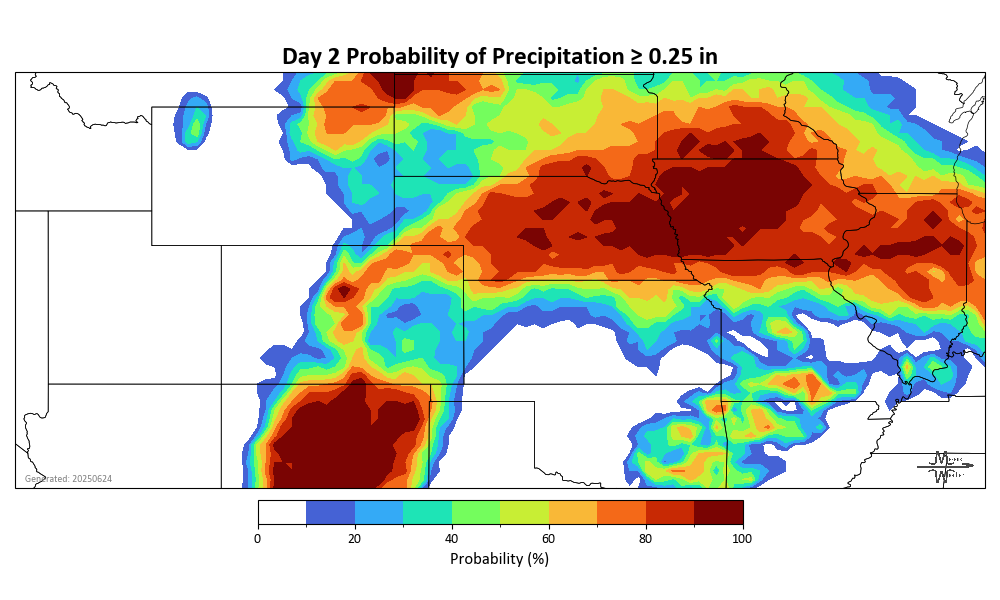 Day 2 Probability of Precipitation ≥ 0.25 in
Generated: 20250624
0 20 40 60 80 100
Probability (%)